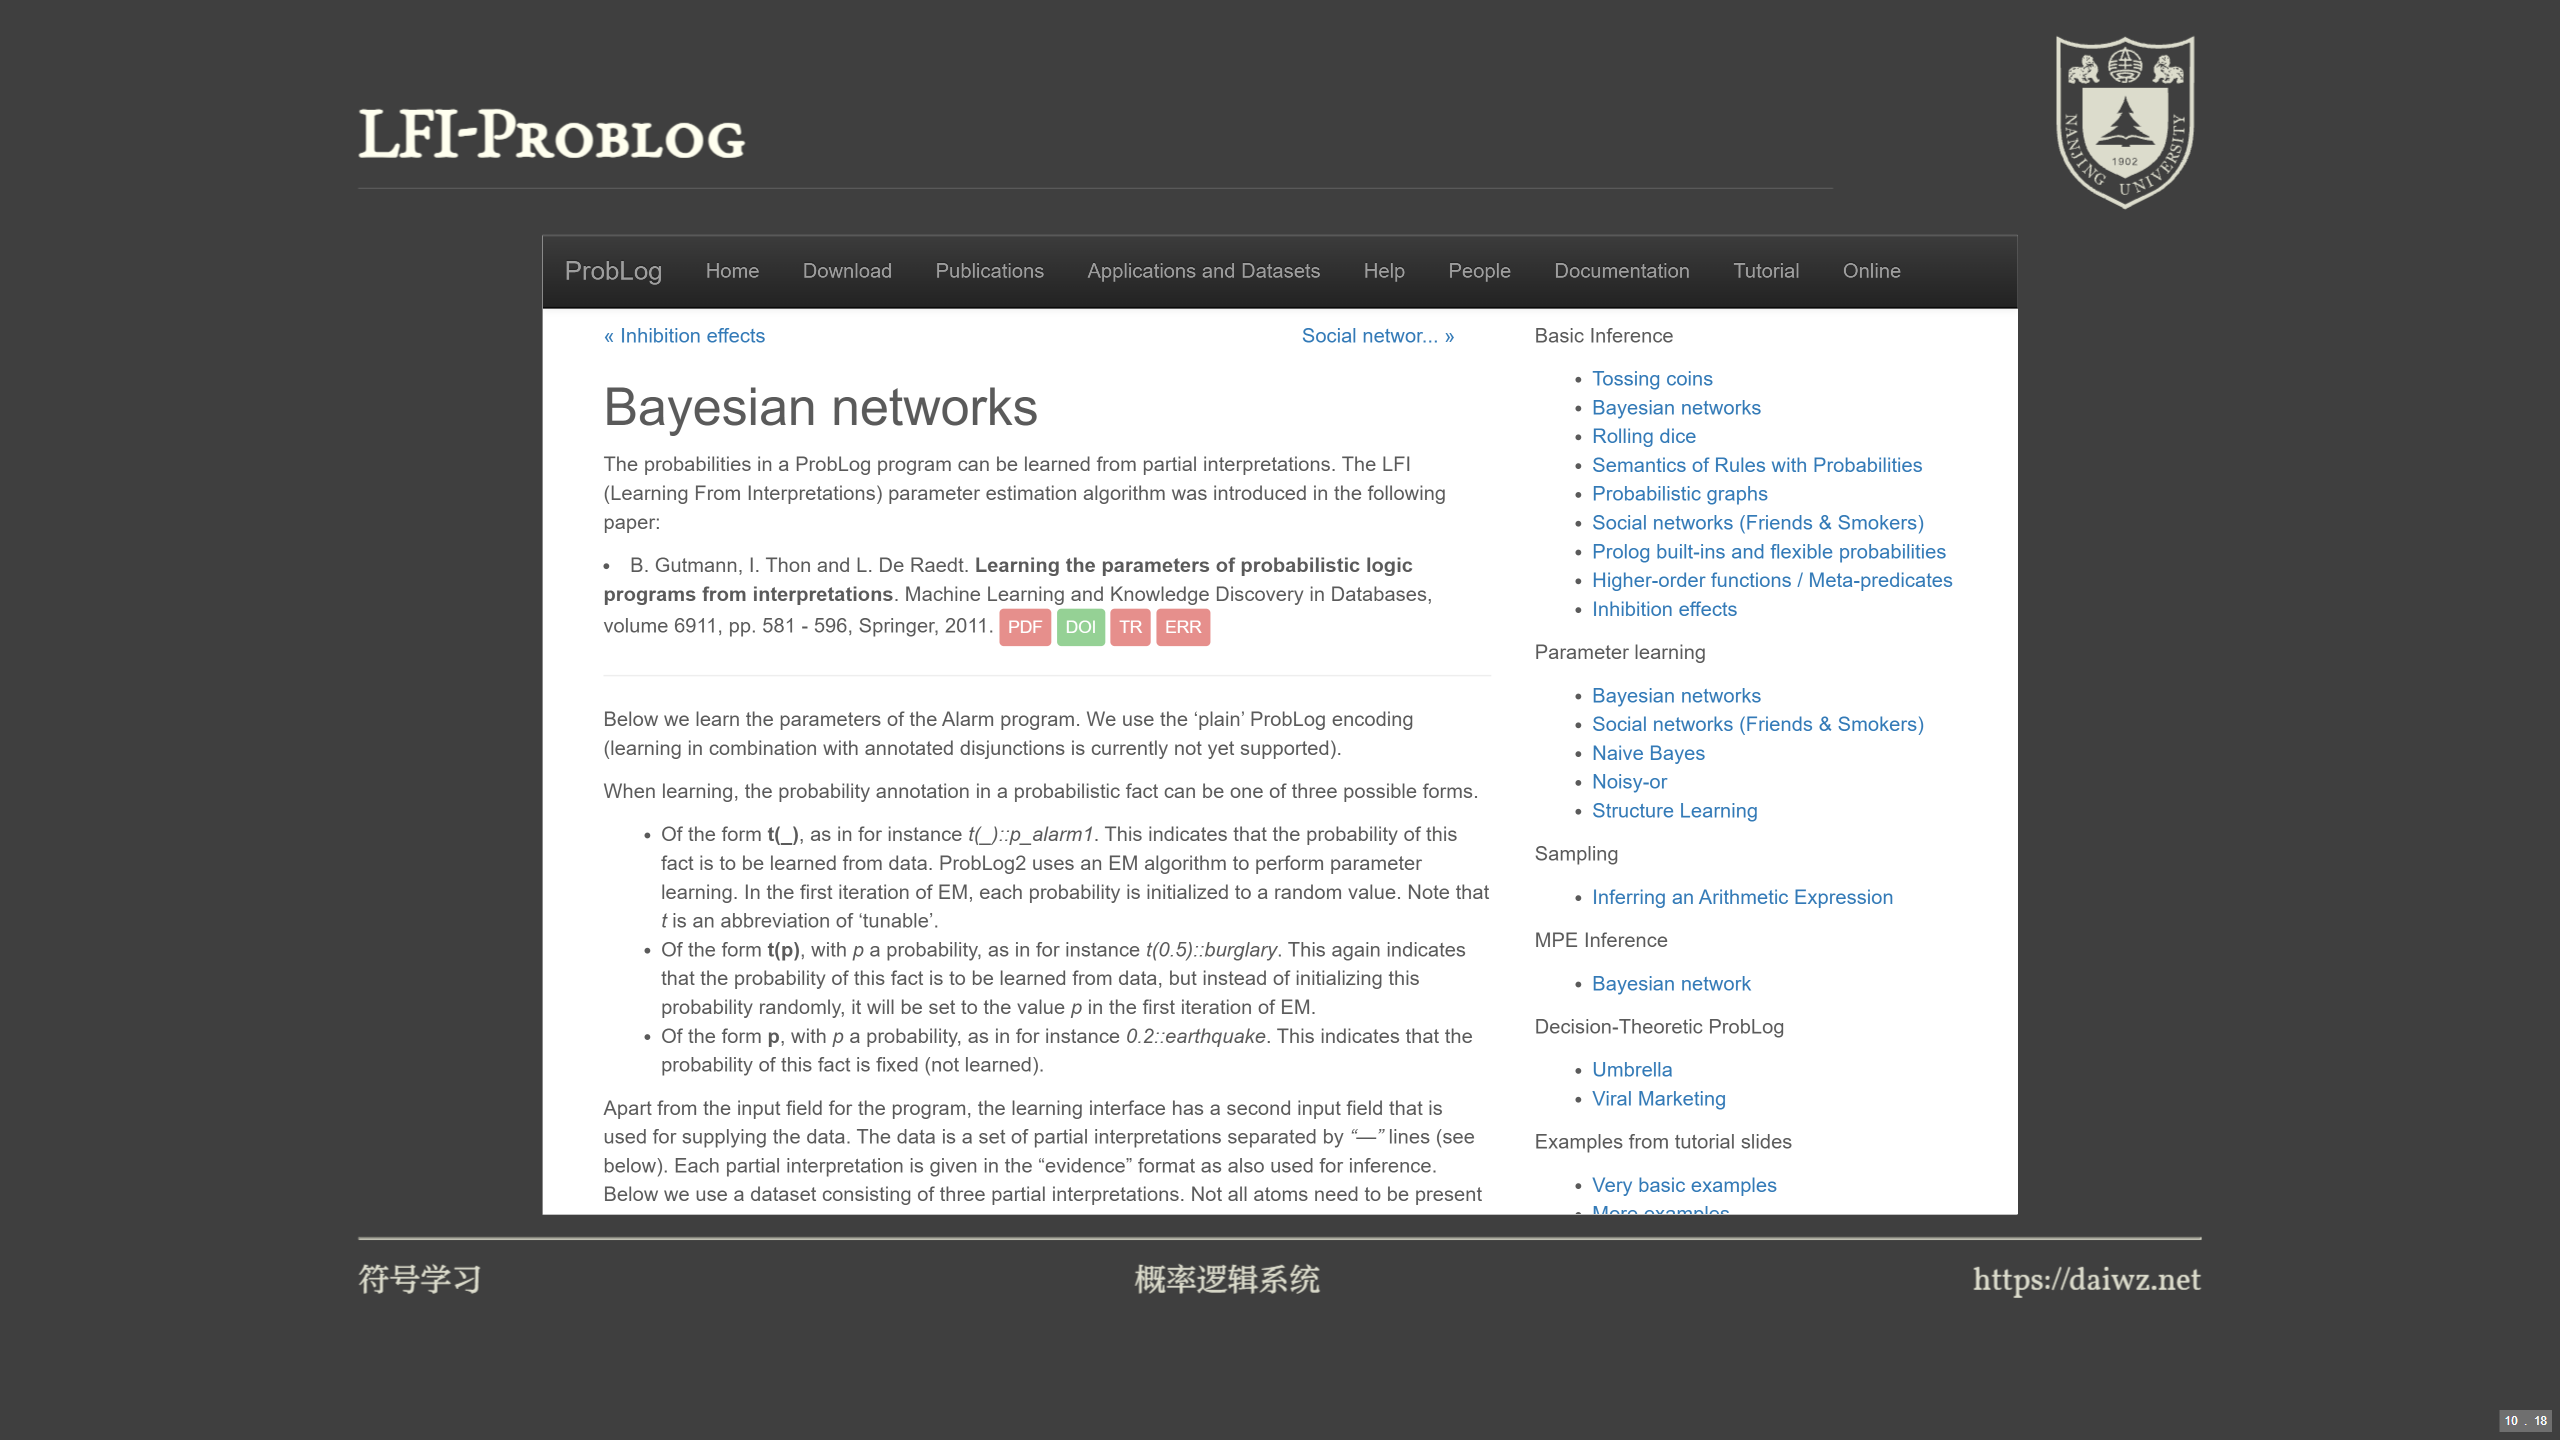 LFI-Problog
NANJING UNIVERSITY
1902
ProbLog Home Download Publications Applications and Datasets Help People Documentation Tutorial Online
« Inhibition effects
Social networ... »
Bayesian networks
The probabilities in a ProbLog program can be learned from partial interpretations. The LFI
(Learning From Interpretations) parameter estimation algorithm was introduced in the following
paper:
• B. Gutmann, I. Thon and L. De Raedt. Learning the parameters of probabilistic logic
programs from interpretations. Machine Learning and Knowledge Discovery in Databases,
volume 6911, pp. 581 - 596, Springer, 2011. PDF DOI TR ERR
Below we learn the parameters of the Alarm program. We use the ‘plain’ ProbLog encoding
(learning in combination with annotated disjunctions is currently not yet supported).
When learning, the probability annotation in a probabilistic fact can be one of three possible forms.
• Of the form t(_), as in for instance t(_)::p_alarm1. This indicates that the probability of this
fact is to be learned from data. ProbLog2 uses an EM algorithm to perform parameter
learning. In the first iteration of EM, each probability is initialized to a random value. Note that
t is an abbreviation of ‘tunable’.
• Of the form t(p), with p a probability, as in for instance t(0.5)::burglary. This again indicates
that the probability of this fact is to be learned from data, but instead of initializing this
probability randomly, it will be set to the value p in the first iteration of EM.
• Of the form p, with p a probability, as in for instance 0.2::earthquake. This indicates that the
probability of this fact is fixed (not learned).
Apart from the input field for the program, the learning interface has a second input field that is
used for supplying the data. The data is a set of partial interpretations separated by “—” lines (see
below). Each partial interpretation is given in the “evidence” format as also used for inference.
Below we use a dataset consisting of three partial interpretations. Not all atoms need to be present
Basic Inference
• Tossing coins
• Bayesian networks
• Rolling dice
• Semantics of Rules with Probabilities
• Probabilistic graphs
• Social networks (Friends & Smokers)
• Prolog built-ins and flexible probabilities
• Higher-order functions / Meta-predicates
• Inhibition effects
Parameter learning
• Bayesian networks
• Social networks (Friends & Smokers)
• Naive Bayes
• Noisy-or
• Structure Learning
Sampling
• Inferring an Arithmetic Expression
MPE Inference
• Bayesian network
Decision-Theoretic ProbLog
• Umbrella
• Viral Marketing
Examples from tutorial slides
• Very basic examples
• More examples
符号学习
概率逻辑系统
https://daiwz.net
10 . 18